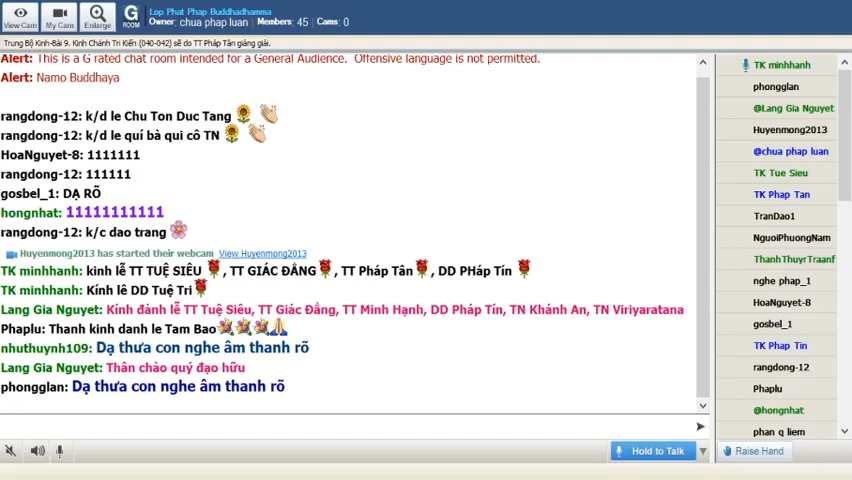 View Cam
My Cam
Enlarge
G
ROOM
Lop Phat Phap Buddhadhamma
Owner: chua phap luan   Members: 45   Cams: 0
Trung Bộ Kinh-Bài 9. Kinh Chánh Tri Kiến (040-042) sẽ do TT Pháp Tân giảng giải.
Alert: This is a G rated chat room intended for a General Audience.  Offensive language is not permitted.
Alert: Namo Buddhaya
rangdong-12: k/d le Chu Ton Duc Tang
rangdong-12: k/d le quí bà qui cô TN
HoaNguyet-8: 1111111
rangdong-12: 111111
gosbel_1: DẠ RÕ
hongnhat: 11111111111
rangdong-12: k/c dao trang
Huyenmong2013 has started their webcam   View Huyenmong2013
TK minhhanh: kinh lễ TT TUỆ SIÊU , TT GIÁC ĐẲNG , TT Pháp Tân , DD PHáp Tín
TK minhhanh: Kính lê DD Tuệ Tri
Lang Gia Nguyet: Kính đảnh lễ TT Tuệ Siêu, TT Giác Đẳng, TT Minh Hạnh, DD Pháp Tín, TN Khánh An, TN Viriyaratana
Phaplu: Thanh kinh danh le Tam Bao
nhuthuynh109: Dạ thưa con nghe âm thanh rõ
Lang Gia Nguyet: Thân chào quý đạo hữu
phongglan: Dạ thưa con nghe âm thanh rõ
Hold to Talk
TK minhhanh
phongglan
@Lang Gia Nguyet
Huyenmong2013
@chua phap luan
TK Tue Sieu
TK Phap Tan
TranDao1
NguoiPhuongNam
ThanhThuyrTraanf
nghe phap_1
HoaNguyet-8
gosbel_1
TK Phap Tin
rangdong-12
Phaplu
@hongnhat
phan q liem
Raise Hand